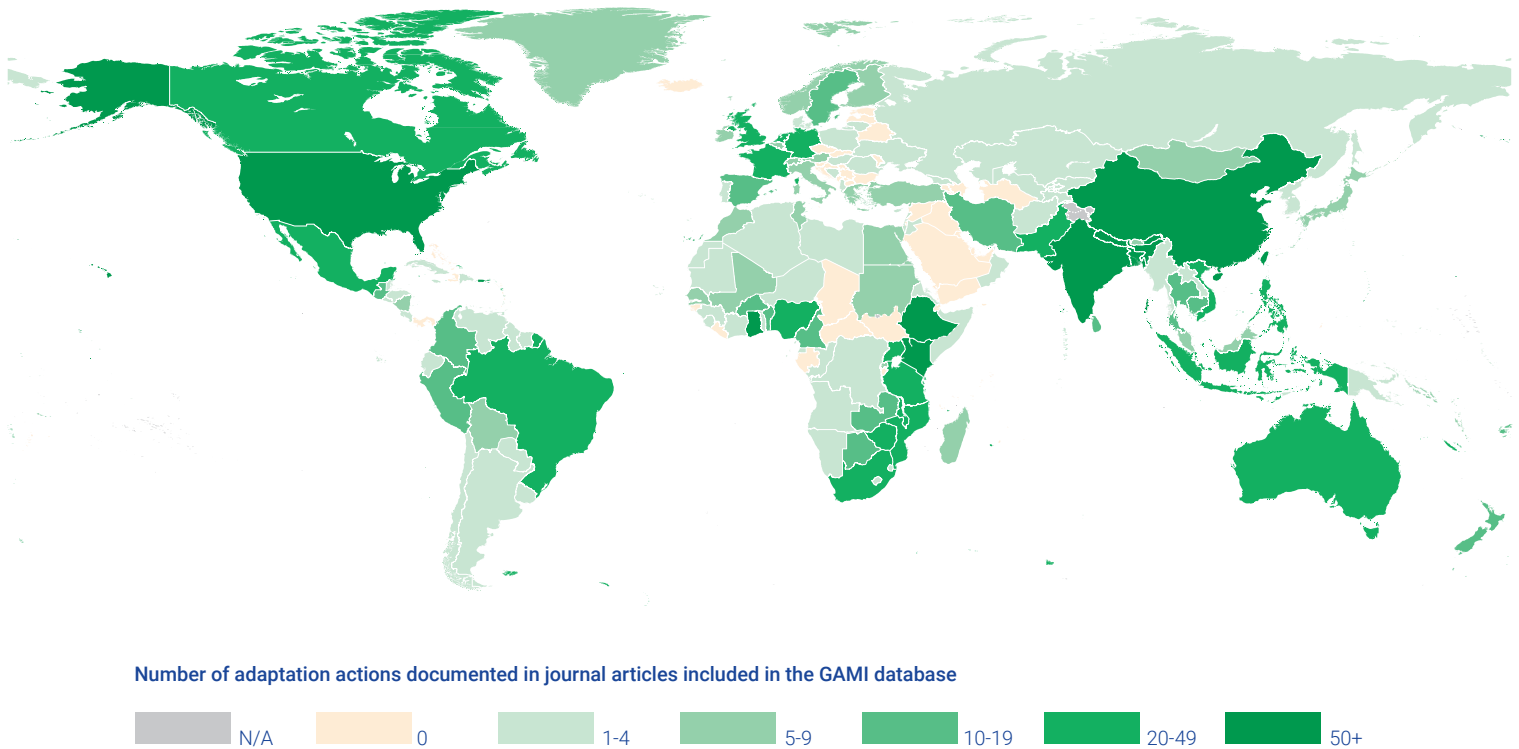 Number of adaptation actions documented in journal articles included in the GAMI database
N/A 0 1-4 5-9 10-19 20-49 50+